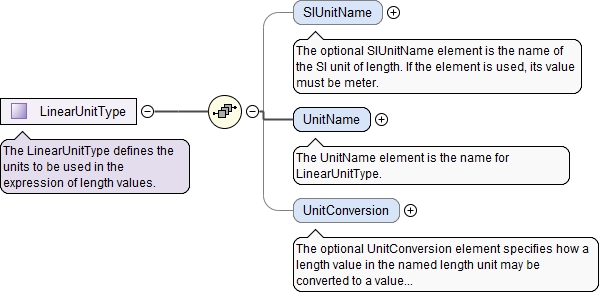 SIUnitName
The optional SIUnitName element is the name of
the SI unit of length. If the element is used, its value
must be meter.
LinearUnitType
The LinearUnitType defines the
units to be used in the
expression of length values.
UnitName
The UnitName element is the name for
LinearUnitType.
UnitConversion
The optional UnitConversion element specifies how a
length value in the named length unit may be
converted to a value...